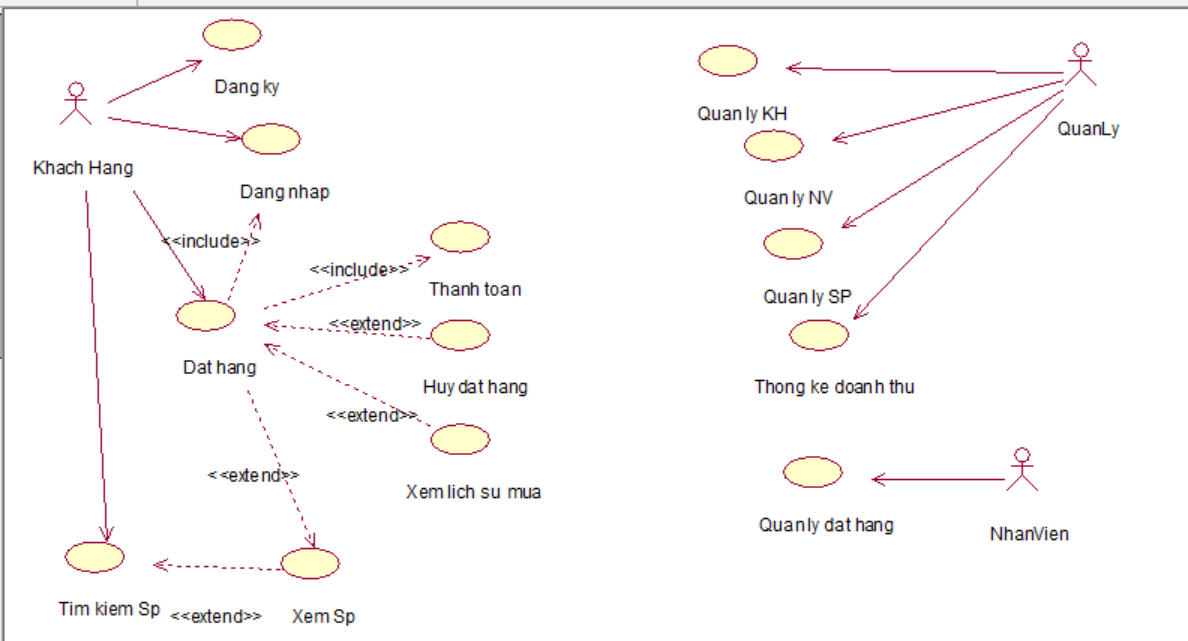 Dang ky
Khach Hang
Dang nhap
<<include>>
<<include>>
Thanh toan
<<extend>>
Dat hang
Huy dat hang
<<extend>>
<<extend>>
Xem lich su mua
Tim kiem Sp
<<extend>>
Xem Sp
Quan ly KH
QuanLy
Quan ly NV
Quan ly SP
Thong ke doanh thu
Quan ly dat hang
NhanVien